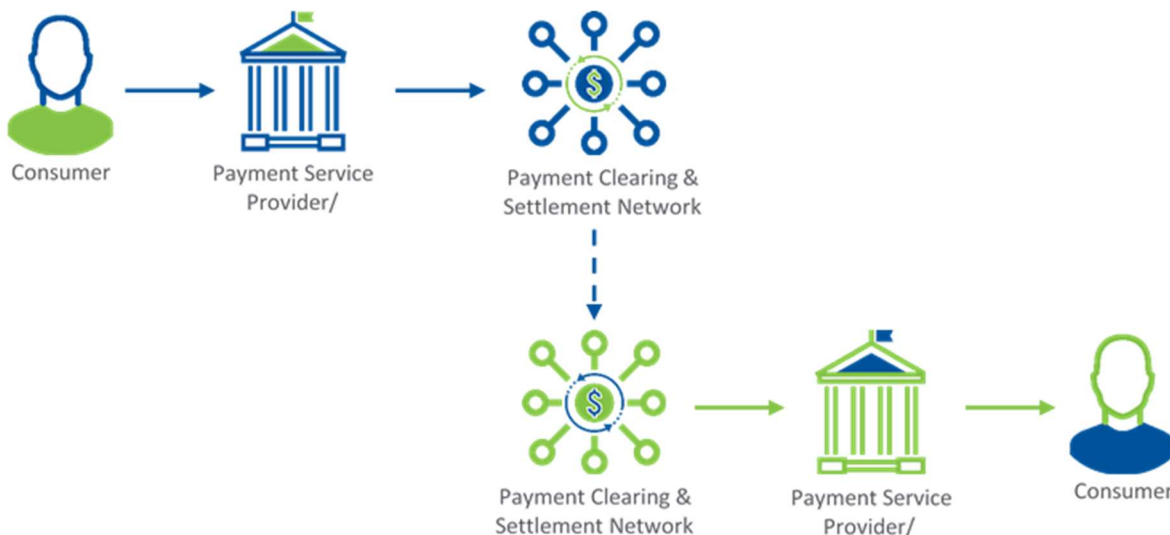 Consumer
Payment Service
Provider/
Payment Clearing &
Settlement Network
$
Payment Clearing &
Settlement Network
$
Payment Service
Provider/
Consumer